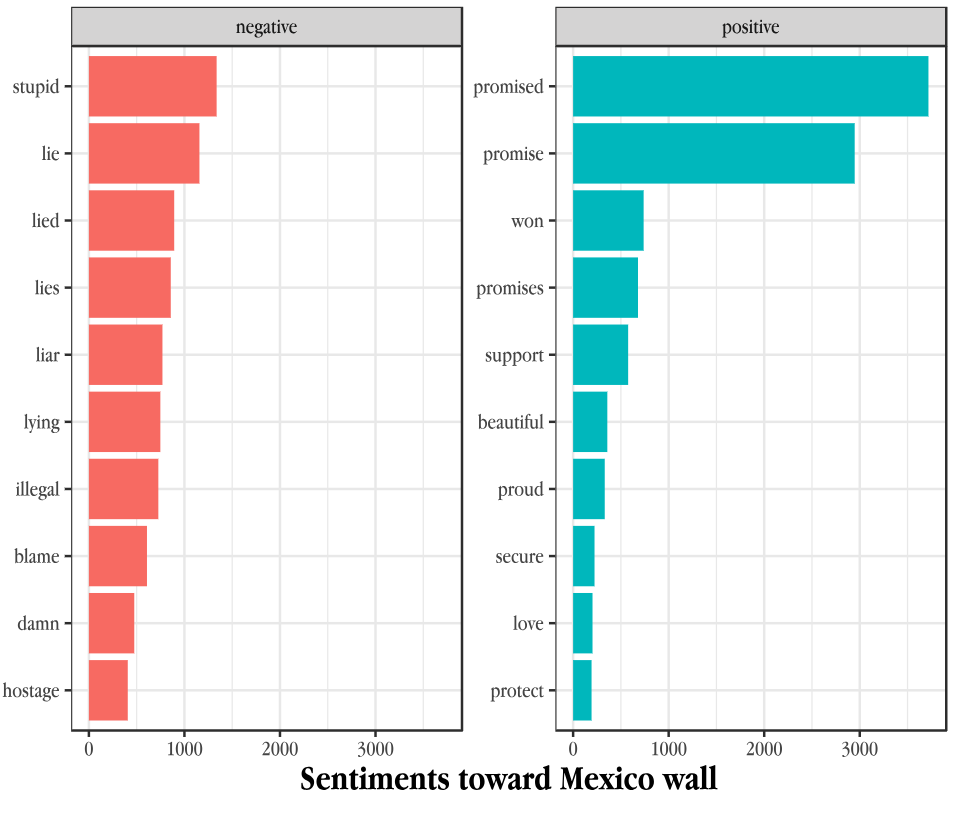 negative
stupid
lie
lied
lies
liar
lying
illegal
blame
damn
hostage
0 1000 2000 3000
positive
promised
promise
won
promises
support
beautiful
proud
secure
love
protect
0 1000 2000 3000
Sentiments toward Mexico wall